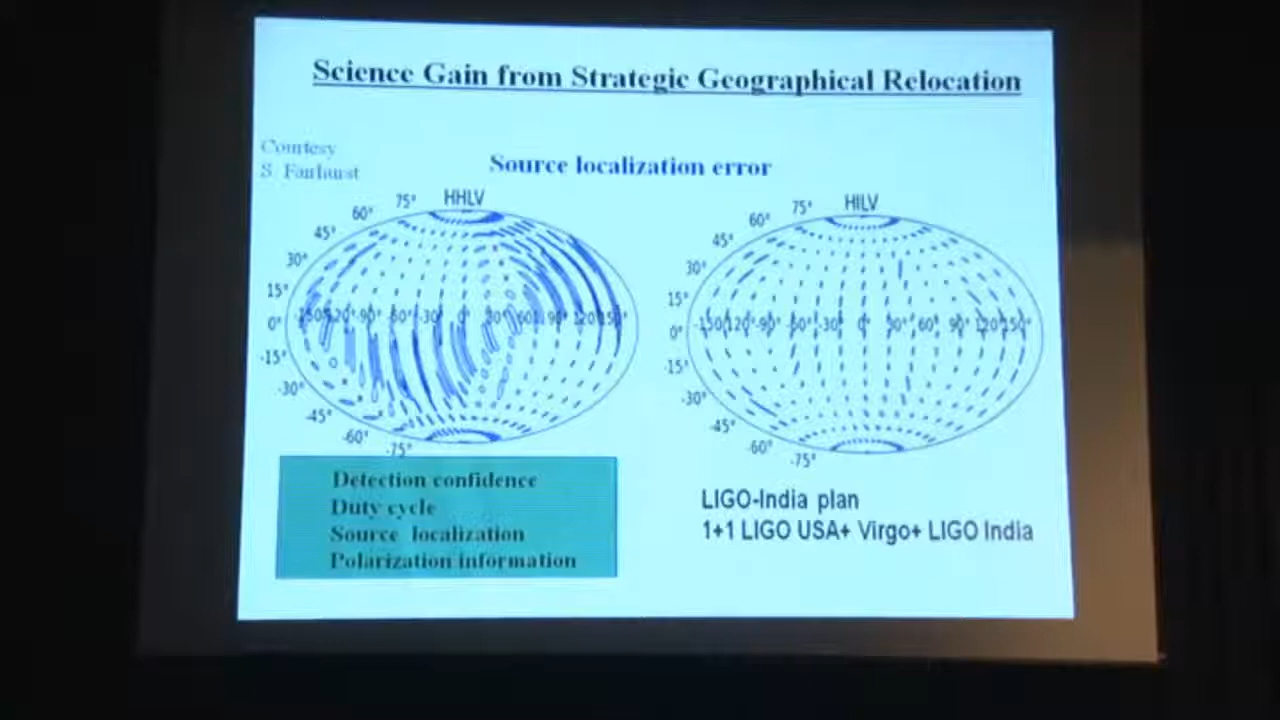 Science Gain from Strategic Geographical Relocation
Courtesy
S. Fairhurst
Source localization error
HHLV
75°
60°
45°
30°
15°
0°
-15°
-30°
-45°
-60°
-75°
-150°-120°-90° -60° -30° 0° 30° 60° 90° 120°150°
HILV
75°
60°
45°
30°
15°
0°
-15°
-30°
-45°
-60°
-75°
-150°-120°-90° -60° -30° 0° 30° 60° 90° 120°150°
Detection confidence
Duty cycle
Source localization
Polarization information
LIGO-India plan
1+1 LIGO USA+ Virgo+ LIGO India